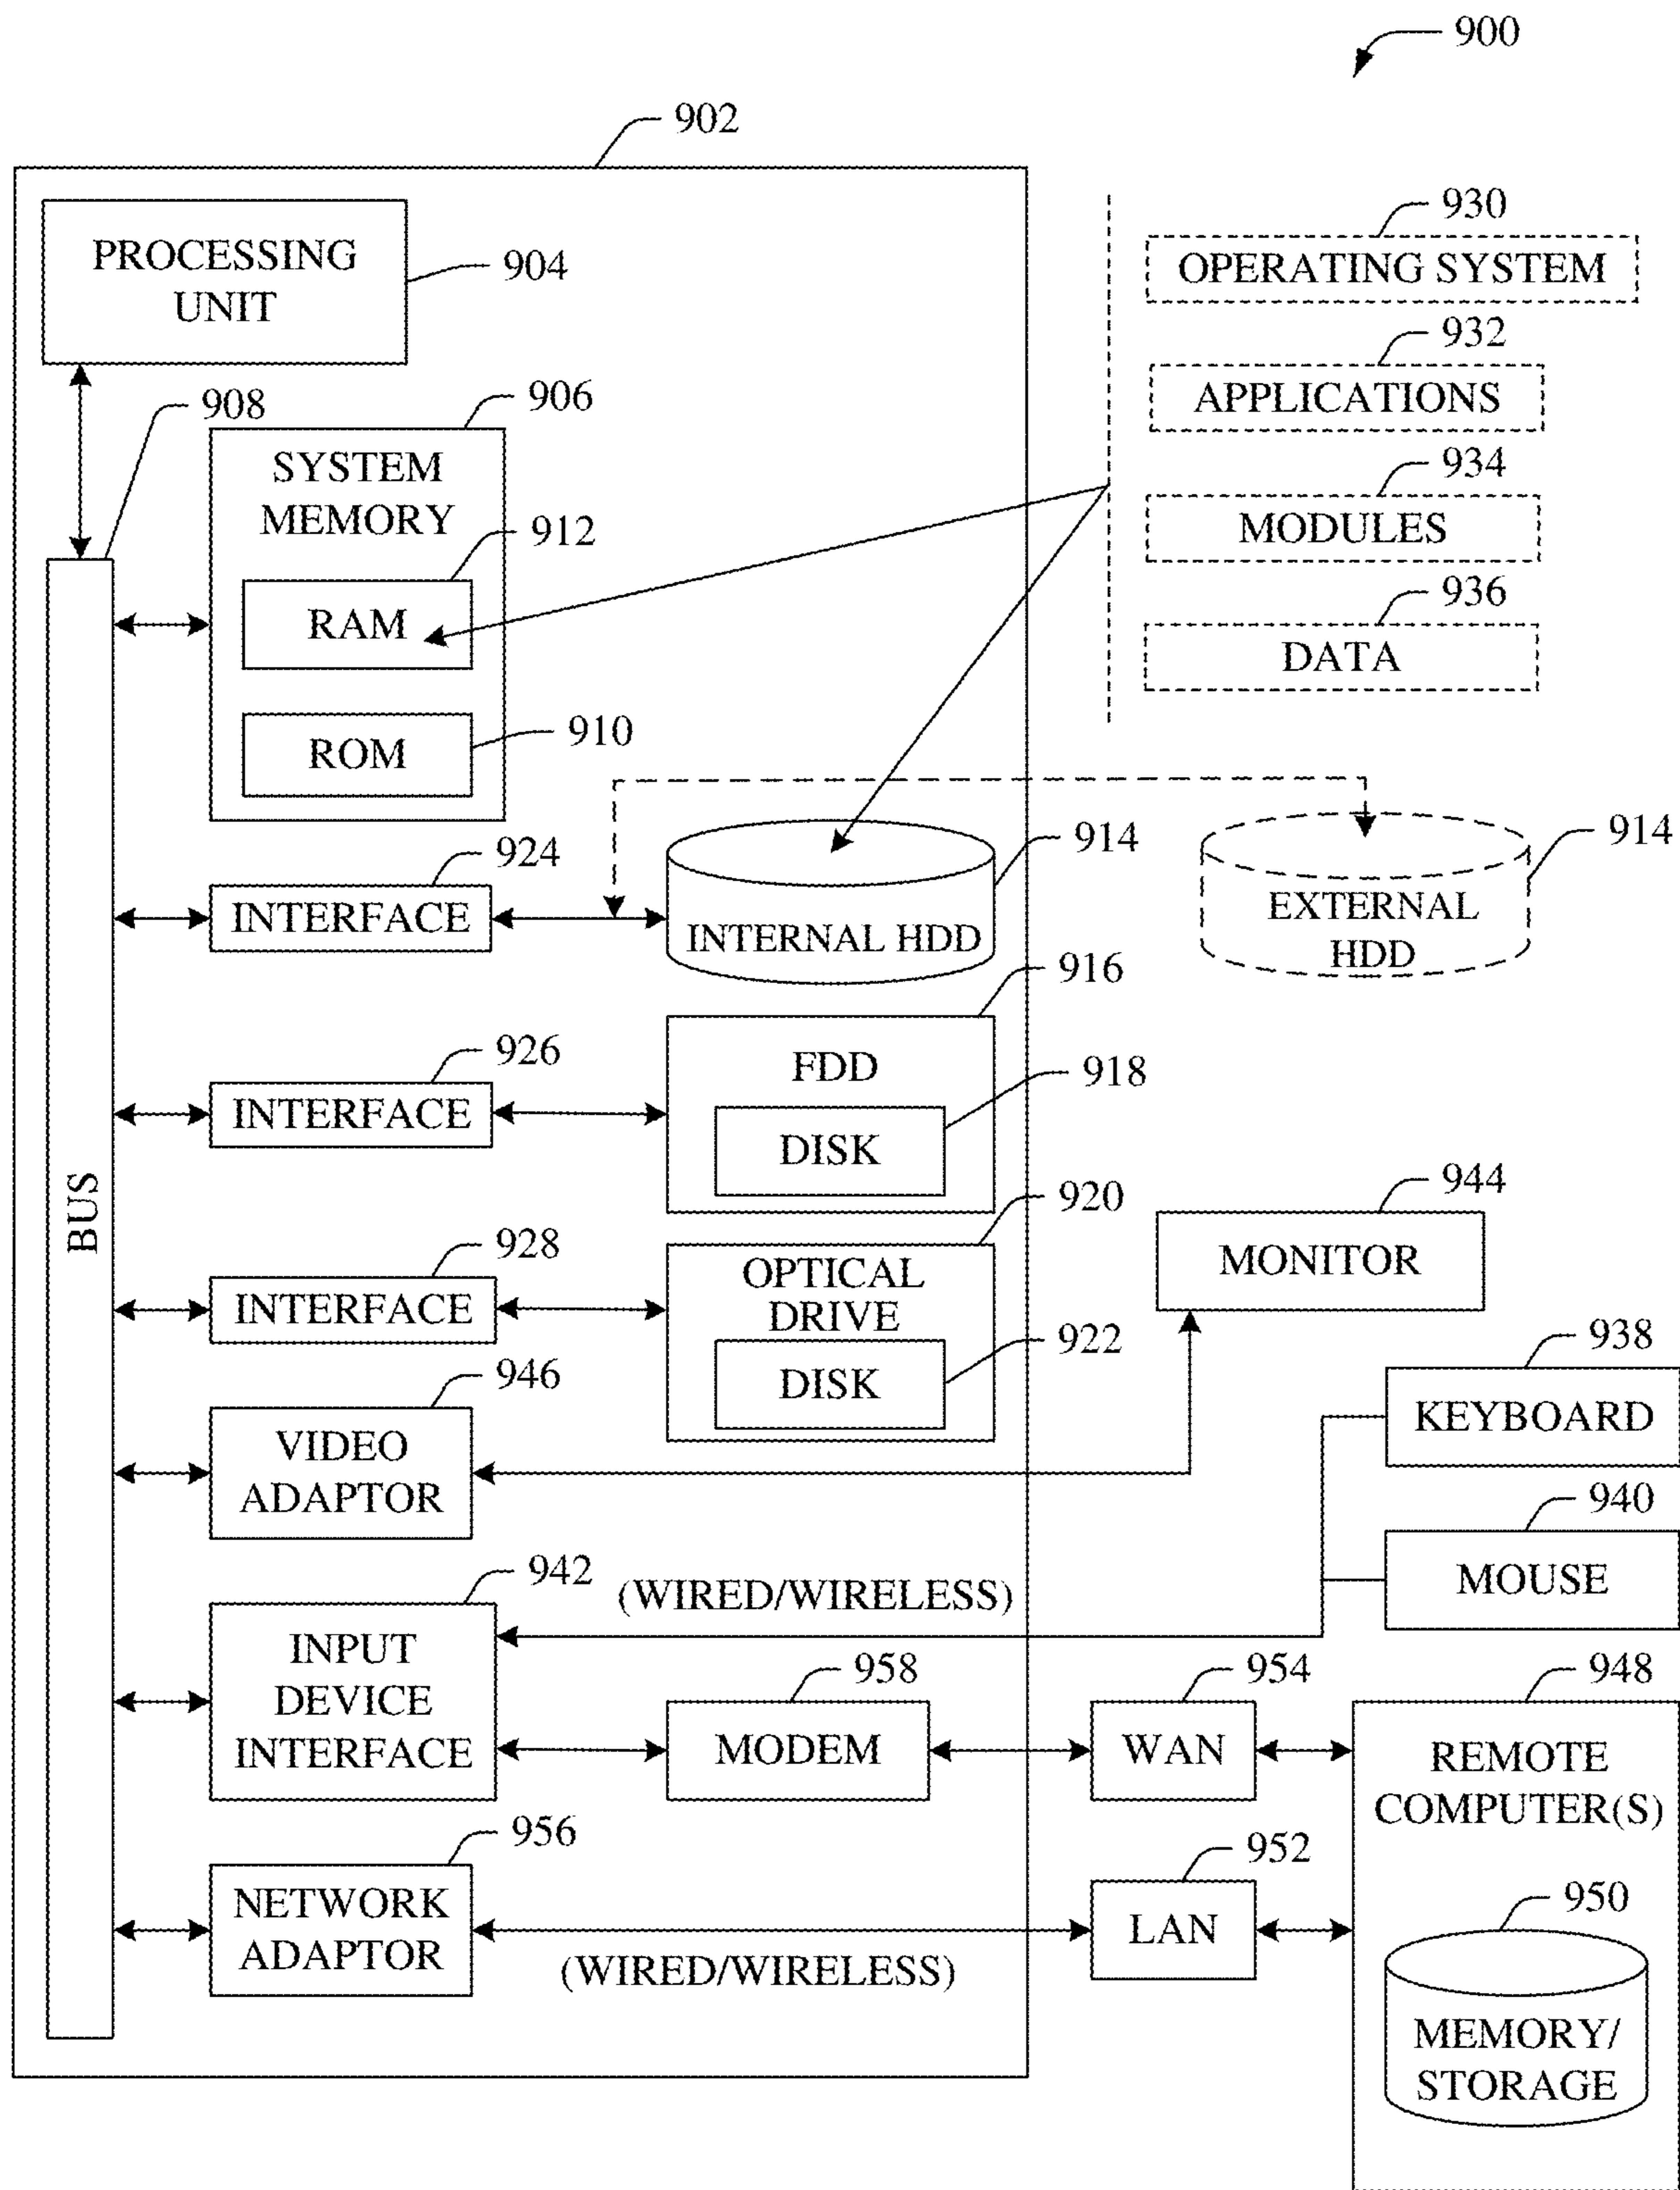 900
902
PROCESSING
UNIT
904
930
OPERATING SYSTEM
932
APPLICATIONS
908
906
SYSTEM
MEMORY
934
MODULES
912
RAM
936
DATA
910
ROM
924
INTERFACE
914
INTERNAL HDD
914
EXTERNAL
HDD
926
INTERFACE
916
FDD
918
DISK
BUS
928
INTERFACE
920
OPTICAL
DRIVE
922
DISK
944
MONITOR
946
VIDEO
ADAPTOR
938
KEYBOARD
940
MOUSE
942
(WIRED/WIRELESS)
INPUT
DEVICE
INTERFACE
958
MODEM
954
WAN
948
REMOTE
COMPUTER(S)
956
NETWORK
ADAPTOR
(WIRED/WIRELESS)
952
LAN
950
MEMORY/
STORAGE